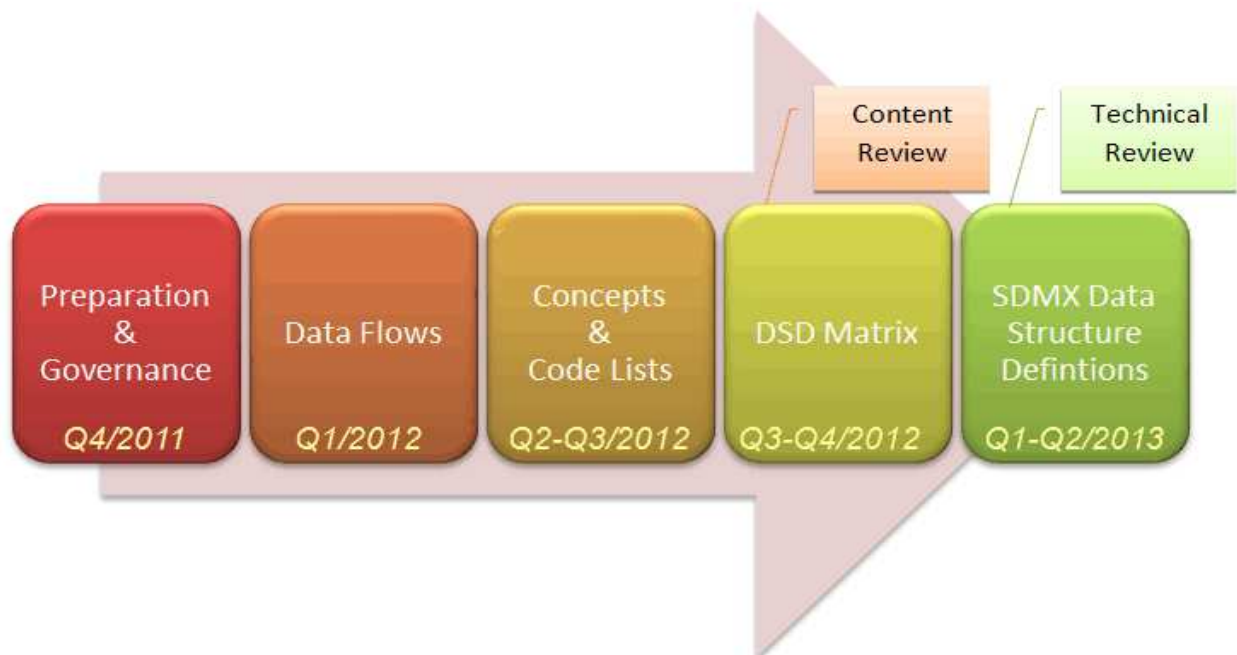 Content
Review
Technical
Review
Preparation
&
Governance
Q4/2011
Data Flows
Q1/2012
Concepts
&
Code Lists
Q2-Q3/2012
DSD Matrix
Q3-Q4/2012
SDMX Data
Structure
Defintions
Q1-Q2/2013